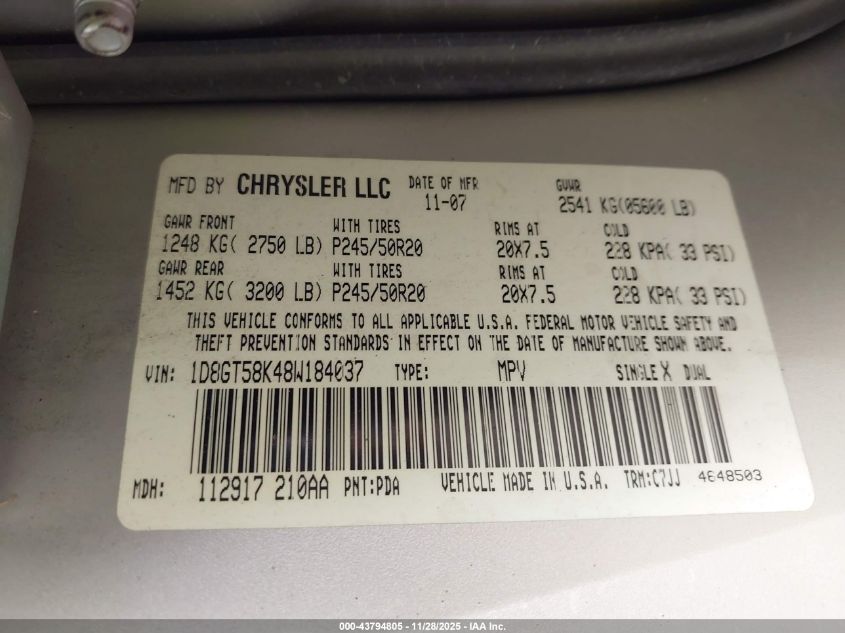 MFD BY CHRYSLER LLC DATE OF MFR 11-07 GVWR 2541 KG(05600 LB)
GAWR FRONT WITH TIRES RIMS AT COLD
1248 KG( 2750 LB) P245/50R20 20X7.5 228 KPA( 33 PSI)
GAWR REAR WITH TIRES RIMS AT COLD
1452 KG( 3200 LB) P245/50R20 20X7.5 228 KPA( 33 PSI)
THIS VEHICLE CONFORMS TO ALL APPLICABLE U.S.A. FEDERAL MOTOR VEHICLE SAFETY AND
THEFT PREVENTION STANDARDS IN EFFECT ON THE DATE OF MANUFACTURE SHOWN ABOVE.
VIN: 1D8GT58K48W184037 TYPE: MPV SINGLE X DUAL
MDH: 112917 210AA PNT:PDA VEHICLE MADE IN U.S.A. TRM:C7JJ 4648503
000-43794805 - 11/28/2025 - IAA Inc.